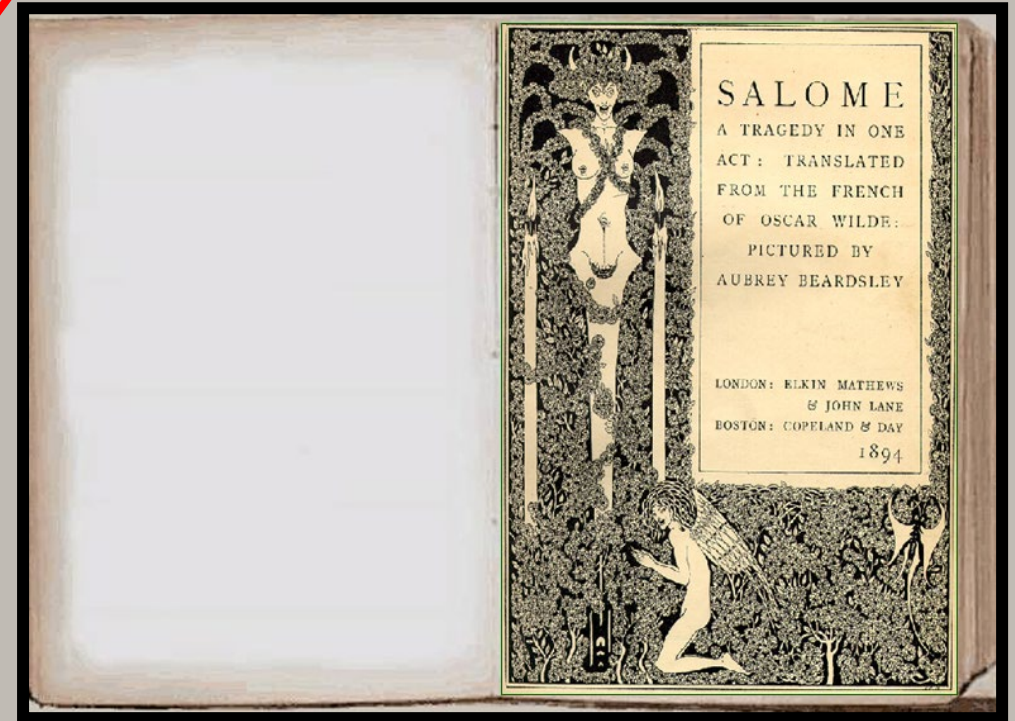 SALOME
A TRAGEDY IN ONE
ACT: TRANSLATED
FROM THE FRENCH
OF OSCAR WILDE:
PICTURED BY
AUBREY BEARDSLEY
LONDON: ELKIN MATHEWS
& JOHN LANE
BOSTON: COPELAND & DAY
1894